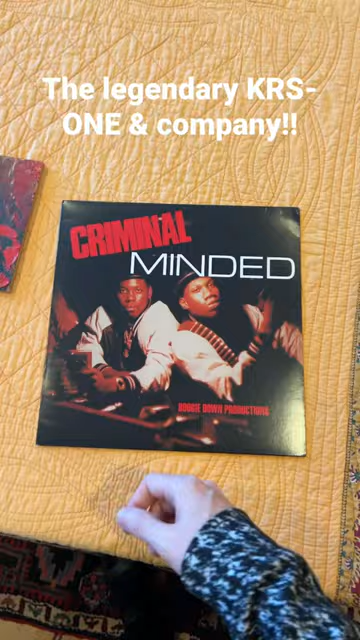 The legendary KRS-
ONE & company!!
CRIMINAL
MINDED
BOOGIE DOWN PRODUCTIONS